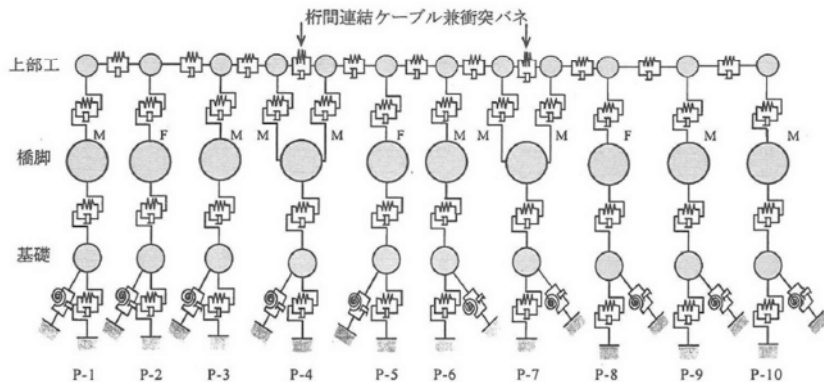 桁間連結ケーブル兼衝突バネ
上部工
M F M M M F M M M F M M
橋脚
基礎
P-1 P-2 P-3 P-4 P-5 P-6 P-7 P-8 P-9 P-10